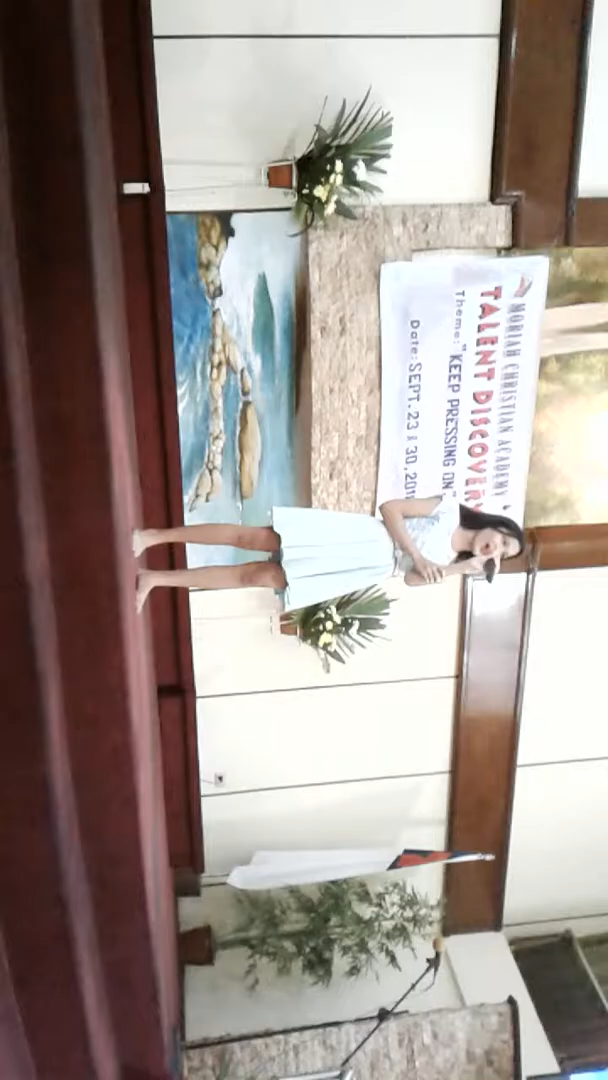 MORIAH CHRISTIAN ACADEMY
TALENT DISCOVERY
Theme: "KEEP PRESSING ON"
Date: SEPT. 23 & 30, 201